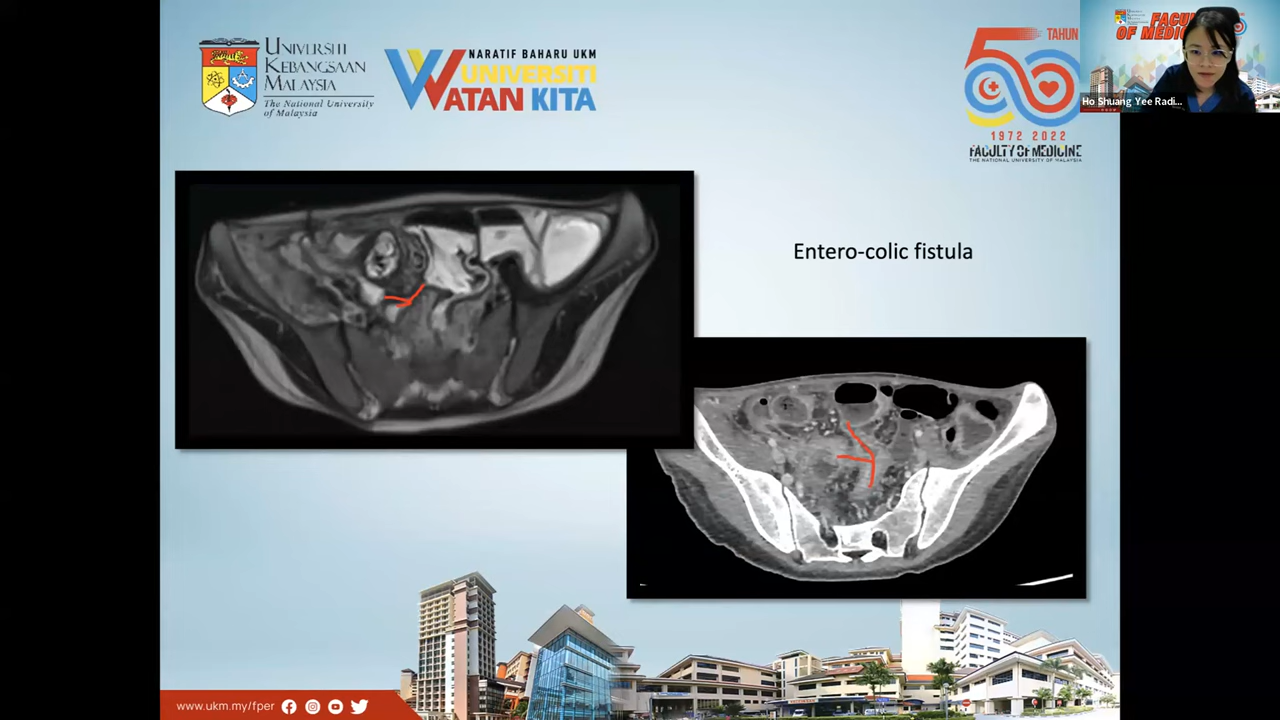 UNIVERSITI
KEBANGSAAN
MALAYSIA
The National University
of Malaysia
NARATIF BAHARU UKM
UNIVERSITI
WATAN KITA
50 TAHUN
1972 2022
FACULTY OF MEDICINE
THE NATIONAL UNIVERSITY OF MALAYSIA
Ho Shuang Yee Radi...
Entero-colic fistula
www.ukm.my/fper